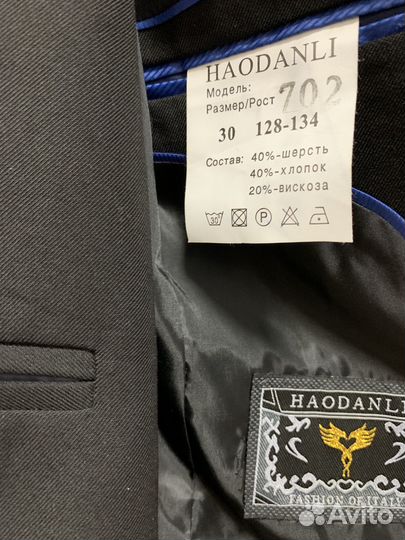 HAODANLI
Модель: 702
Размер/Рост
30 128-134
Состав: 40%-шерсть
40%-хлопок
20%-вискоза
30 P
HAODANLI
FASHION OF ITALY
Avito